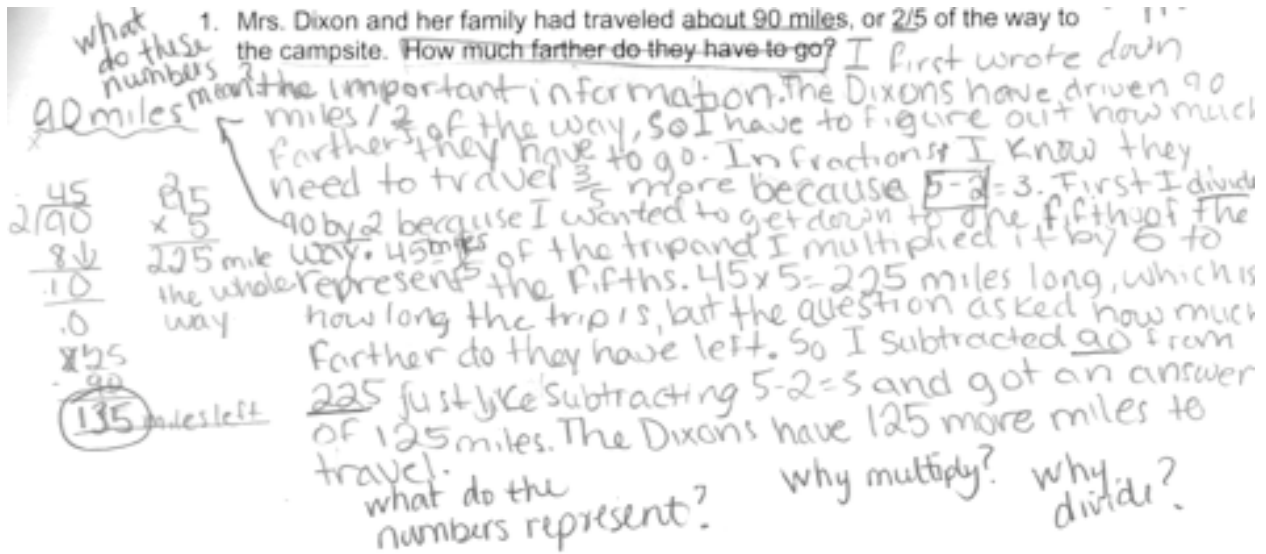 what
do these
numbers
mean?
1. Mrs. Dixon and her family had traveled about 90 miles, or 2/5 of the way to
the campsite. How much farther do they have to go? I first wrote down
the important information. The Dixons have driven 90
miles / 2/5 of the way, so I have to figure out how much
farther they have to go. In fractions, I know they
need to travel 3/5 more because 5-2 = 3. First I divide
90 by 2 because I wanted to get down to one fifth of the
way. 45 miles of the trip and I multiplied it by 5 to
represent the fifths. 45x5=225 miles long, which is
how long the trip is, but the question asked how much
farther do they have left. So I subtracted 90 from
225 just like subtracting 5-2=3 and got an answer
of 125 miles. The Dixons have 125 more miles to
travel.
90 miles
45
2)90
8↓
10
0
45
x 5
225 mile
the whole
way
225
- 90
135 miles left
what do the
numbers represent?
why multiply?
why
divide?